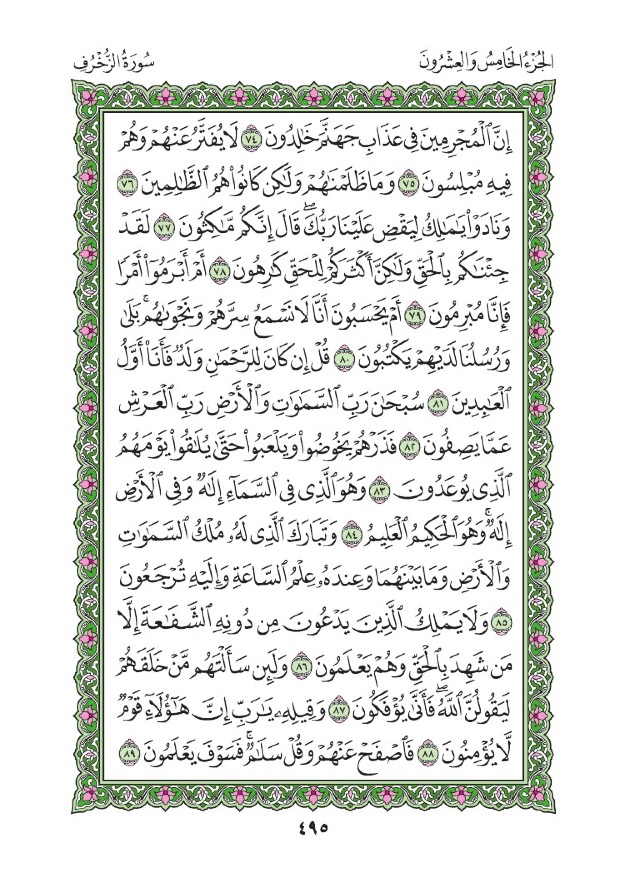 الجُزْءُ الخَامِسُ وَالعِشْرُونَ
سُورَةُ الزُّخْرُفِ
إِنَّ ٱلْمُجْرِمِينَ فِى عَذَابِ جَهَنَّمَ خَٰلِدُونَ ٧٤ لَا يُفَتَّرُ عَنْهُمْ وَهُمْ
فِيهِ مُبْلِسُونَ ٧٥ وَمَا ظَلَمْنَٰهُمْ وَلَٰكِن كَانُوا۟ هُمُ ٱلظَّٰلِمِينَ ٧٦
وَنَادَوْا۟ يَٰمَٰلِكُ لِيَقْضِ عَلَيْنَا رَبُّكَ ۖ قَالَ إِنَّكُم مَّٰكِثُونَ ٧٧ لَقَدْ
جِئْنَٰكُم بِٱلْحَقِّ وَلَٰكِنَّ أَكْثَرَكُمْ لِلْحَقِّ كَٰرِهُونَ ٧٨ أَمْ أَبْرَمُوٓا۟ أَمْرًا
فَإِنَّا مُبْرِمُونَ ٧٩ أَمْ يَحْسَبُونَ أَنَّا لَا نَسْمَعُ سِرَّهُمْ وَنَجْوَىٰهُم ۚ بَلَىٰ
وَرُسُلُنَا لَدَيْهِمْ يَكْتُبُونَ ٨٠ قُلْ إِن كَانَ لِلرَّحْمَٰنِ وَلَدٌ فَأَنَا۠ أَوَّلُ
ٱلْعَٰبِدِينَ ٨١ سُبْحَٰنَ رَبِّ ٱلسَّمَٰوَٰتِ وَٱلْأَرْضِ رَبِّ ٱلْعَرْشِ
عَمَّا يَصِفُونَ ٨٢ فَذَرْهُمْ يَخُوضُوا۟ وَيَلْعَبُوا۟ حَتَّىٰ يُلَٰقُوا۟ يَوْمَهُمُ
ٱلَّذِى يُوعَدُونَ ٨٣ وَهُوَ ٱلَّذِى فِى ٱلسَّمَآءِ إِلَٰهٌ وَفِى ٱلْأَرْضِ
إِلَٰهٌ ۚ وَهُوَ ٱلْحَكِيمُ ٱلْعَلِيمُ ٨٤ وَتَبَارَكَ ٱلَّذِى لَهُۥ مُلْكُ ٱلسَّمَٰوَٰتِ
وَٱلْأَرْضِ وَمَا بَيْنَهُمَا وَعِندَهُۥ عِلْمُ ٱلسَّاعَةِ وَإِلَيْهِ تُرْجَعُونَ
٨٥ وَلَا يَمْلِكُ ٱلَّذِينَ يَدْعُونَ مِن دُونِهِ ٱلشَّفَٰعَةَ إِلَّا
مَن شَهِدَ بِٱلْحَقِّ وَهُمْ يَعْلَمُونَ ٨٦ وَلَئِن سَأَلْتَهُم مَّنْ خَلَقَهُمْ
لَيَقُولُنَّ ٱللَّهُ ۖ فَأَنَّىٰ يُؤْفَكُونَ ٨٧ وَقِيلِهِۦ يَٰرَبِّ إِنَّ هَٰٓؤُلَآءِ قَوْمٌ
لَّا يُؤْمِنُونَ ٨٨ فَٱصْفَحْ عَنْهُمْ وَقُلْ سَلَٰمٌ ۚ فَسَوْفَ يَعْلَمُونَ ٨٩
٤٩٥